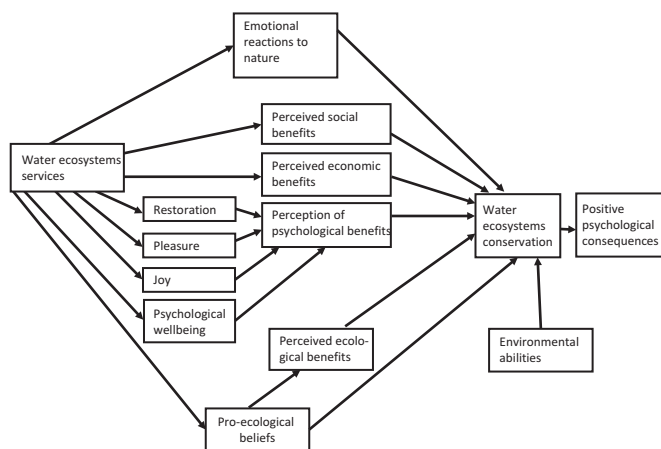 Emotional
reactions to
nature
Perceived social
benefits
Water ecosystems
services
Perceived economic
benefits
Restoration
Perception of
psychological benefits
Water
ecosystems
conservation
Positive
psychological
consequences
Pleasure
Joy
Psychological
wellbeing
Perceived ecolo-
gical benefits
Environmental
abilities
Pro-ecological
beliefs